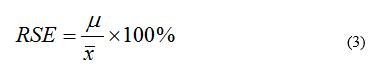 RSE = μ / x̄ × 100% (3)